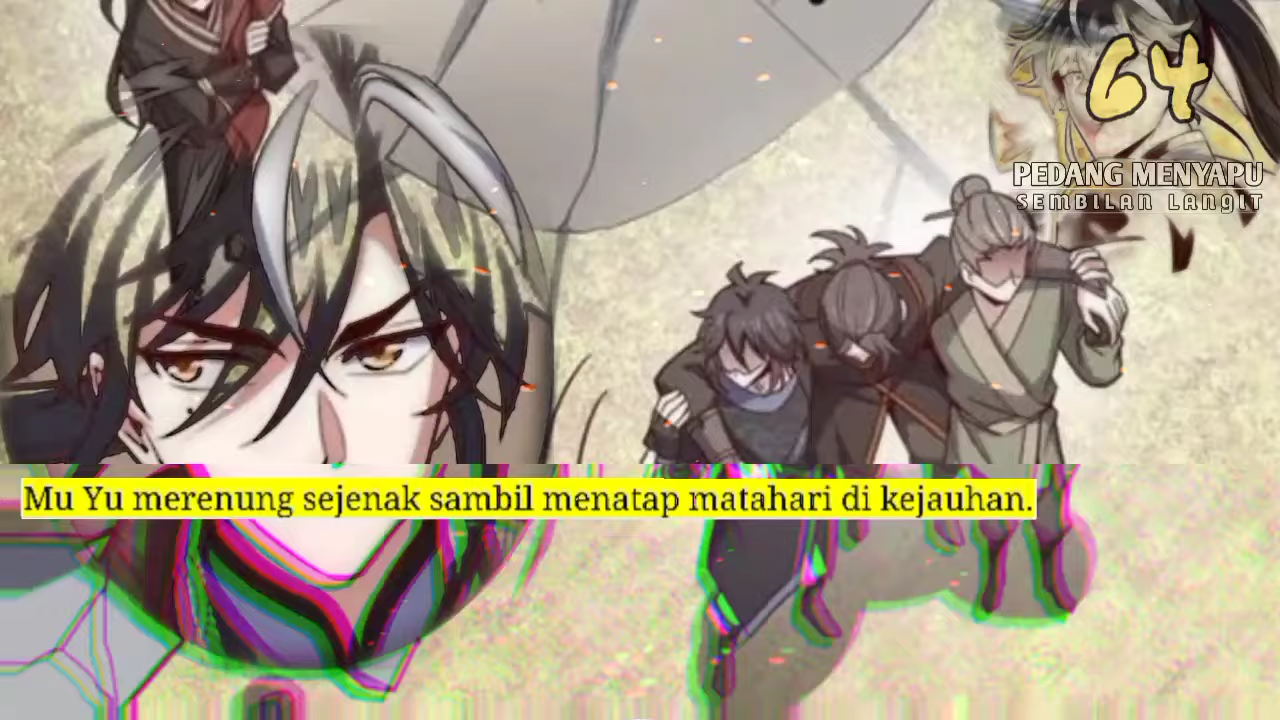 64
PEDANG MENYAPU
SEMBILAN LANGIT
Mu Yu merenung sejenak sambil menatap matahari di kejauhan.